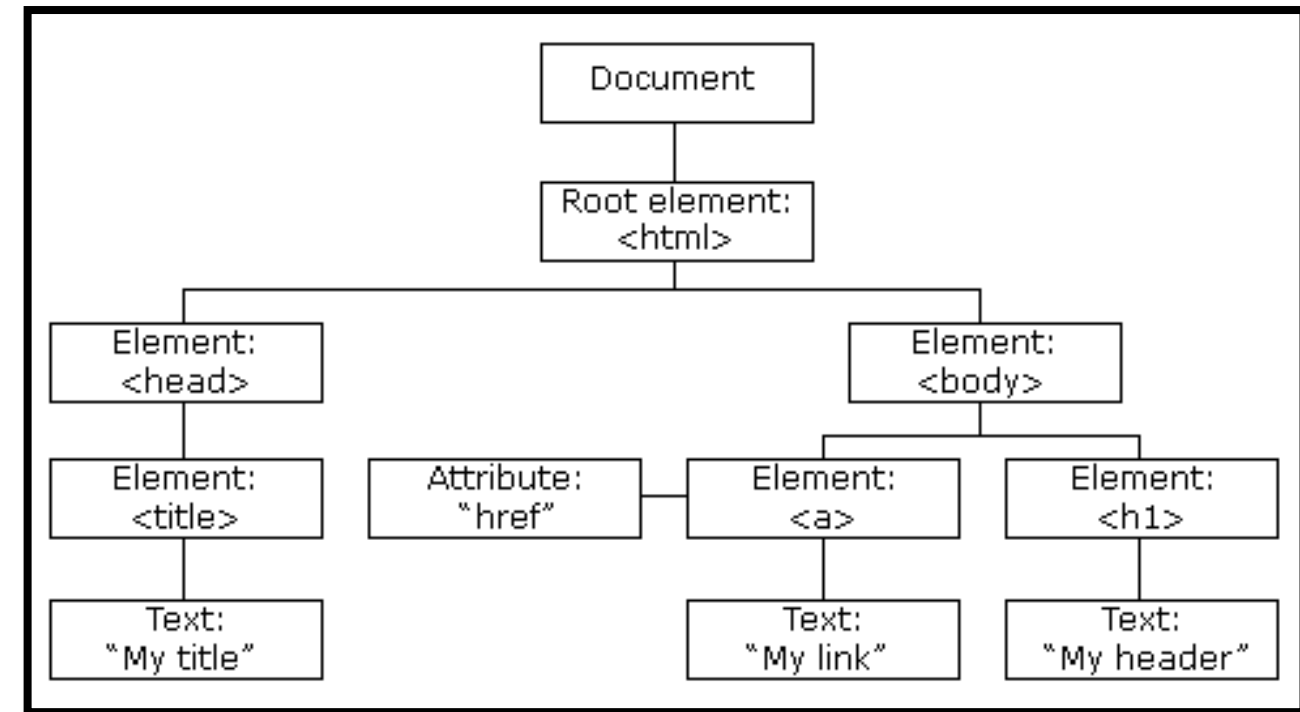 Document
Root element:
<html>
Element:
<head>
Element:
<body>
Element:
<title>
Attribute:
“href”
Element:
<a>
Element:
<h1>
Text:
“My title”
Text:
“My link”
Text:
“My header”